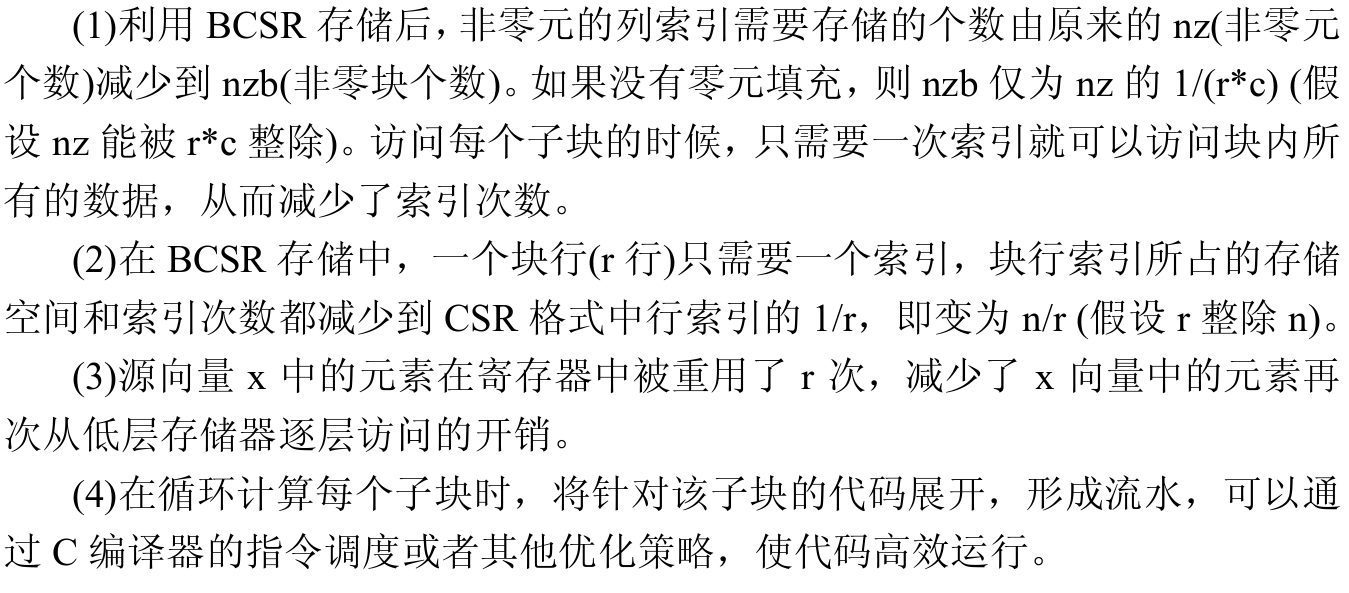 (1)利用 BCSR 存储后，非零元的列索引需要存储的个数由原来的 nz(非零元
个数)减少到 nzb(非零块个数)。如果没有零元填充，则 nzb 仅为 nz 的 1/(r*c) (假
设 nz 能被 r*c 整除)。访问每个子块的时候，只需要一次索引就可以访问块内所
有的数据，从而减少了索引次数。
(2)在 BCSR 存储中，一个块行(r 行)只需要一个索引，块行索引所占的存储
空间和索引次数都减少到 CSR 格式中行索引的 1/r，即变为 n/r (假设 r 整除 n)。
(3)源向量 x 中的元素在寄存器中被重用了 r 次，减少了 x 向量中的元素再
次从低层存储器逐层访问的开销。
(4)在循环计算每个子块时，将针对该子块的代码展开，形成流水，可以通
过 C 编译器的指令调度或者其他优化策略，使代码高效运行。